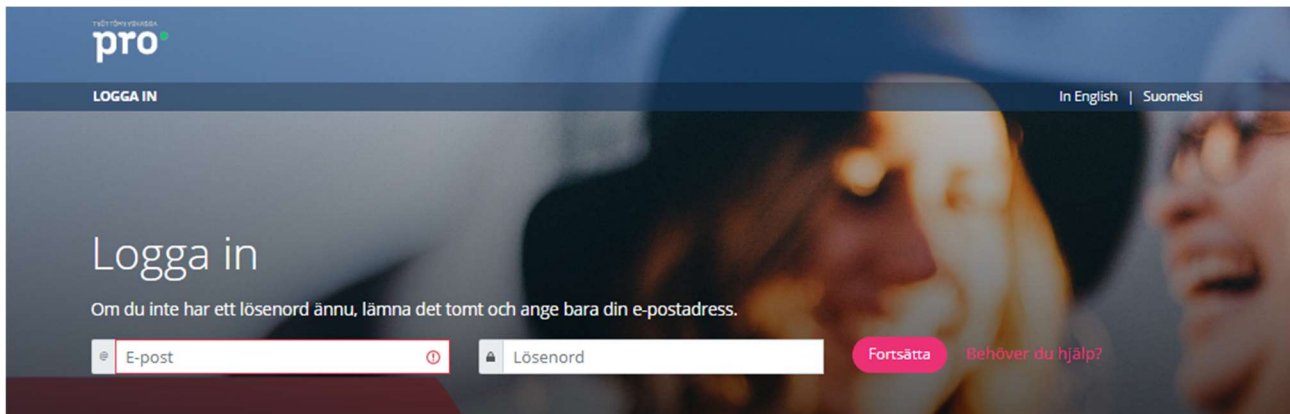 TYÖTTÖMYYSKASSA
pro
LOGGA IN
In English | Suomeksi
Logga in
Om du inte har ett lösenord ännu, lämna det tomt och ange bara din e-postadress.
@ E-post
Lösenord
Fortsätta
Behöver du hjälp?